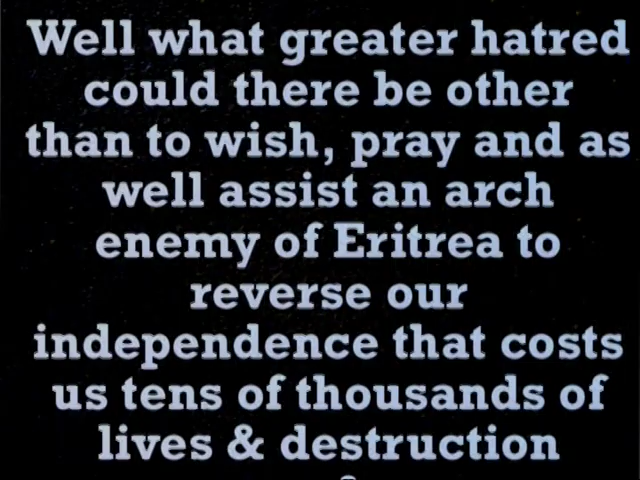 Well what greater hatred
could there be other
than to wish, pray and as
well assist an arch
enemy of Eritrea to
reverse our
independence that costs
us tens of thousands of
lives & destruction